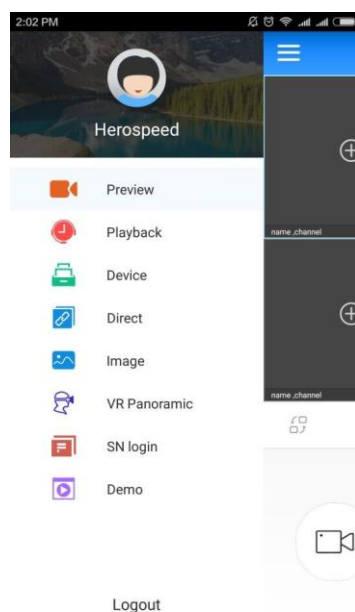 2:02 PM
Herospeed
Preview
Playback
Device
Direct
Image
VR Panoramic
SN login
Demo
Logout
name ,channel
name ,channel